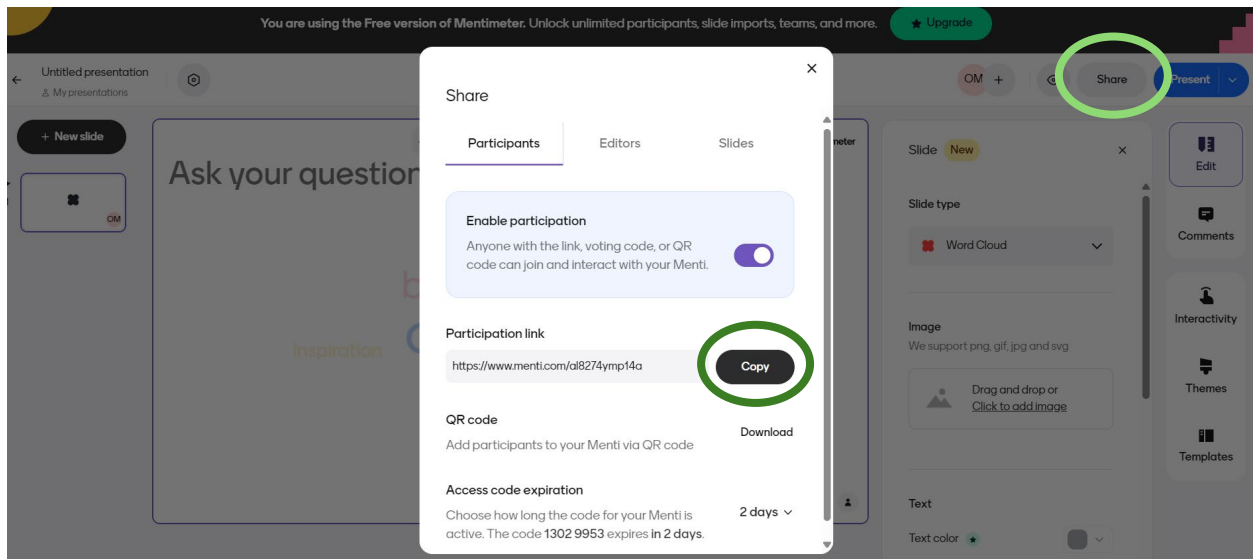 You are using the Free version of Mentimeter. Unlock unlimited participants, slide imports, teams, and more.
Upgrade
Untitled presentation
My presentations
OM +
Share
Present
+ New slide
OM
Ask your question
inspiration
Share
Participants
Editors
Slides
Enable participation
Anyone with the link, voting code, or QR
code can join and interact with your Menti.
Participation link
https://www.menti.com/al8274ymp14a
Copy
QR code
Add participants to your Menti via QR code
Download
Access code expiration
Choose how long the code for your Menti is
active. The code 1302 9953 expires in 2 days.
2 days
Slide New
Slide type
Word Cloud
Image
We support png, gif, jpg and svg
Drag and drop or
Click to add image
Text
Text color
Edit
Comments
Interactivity
Themes
Templates